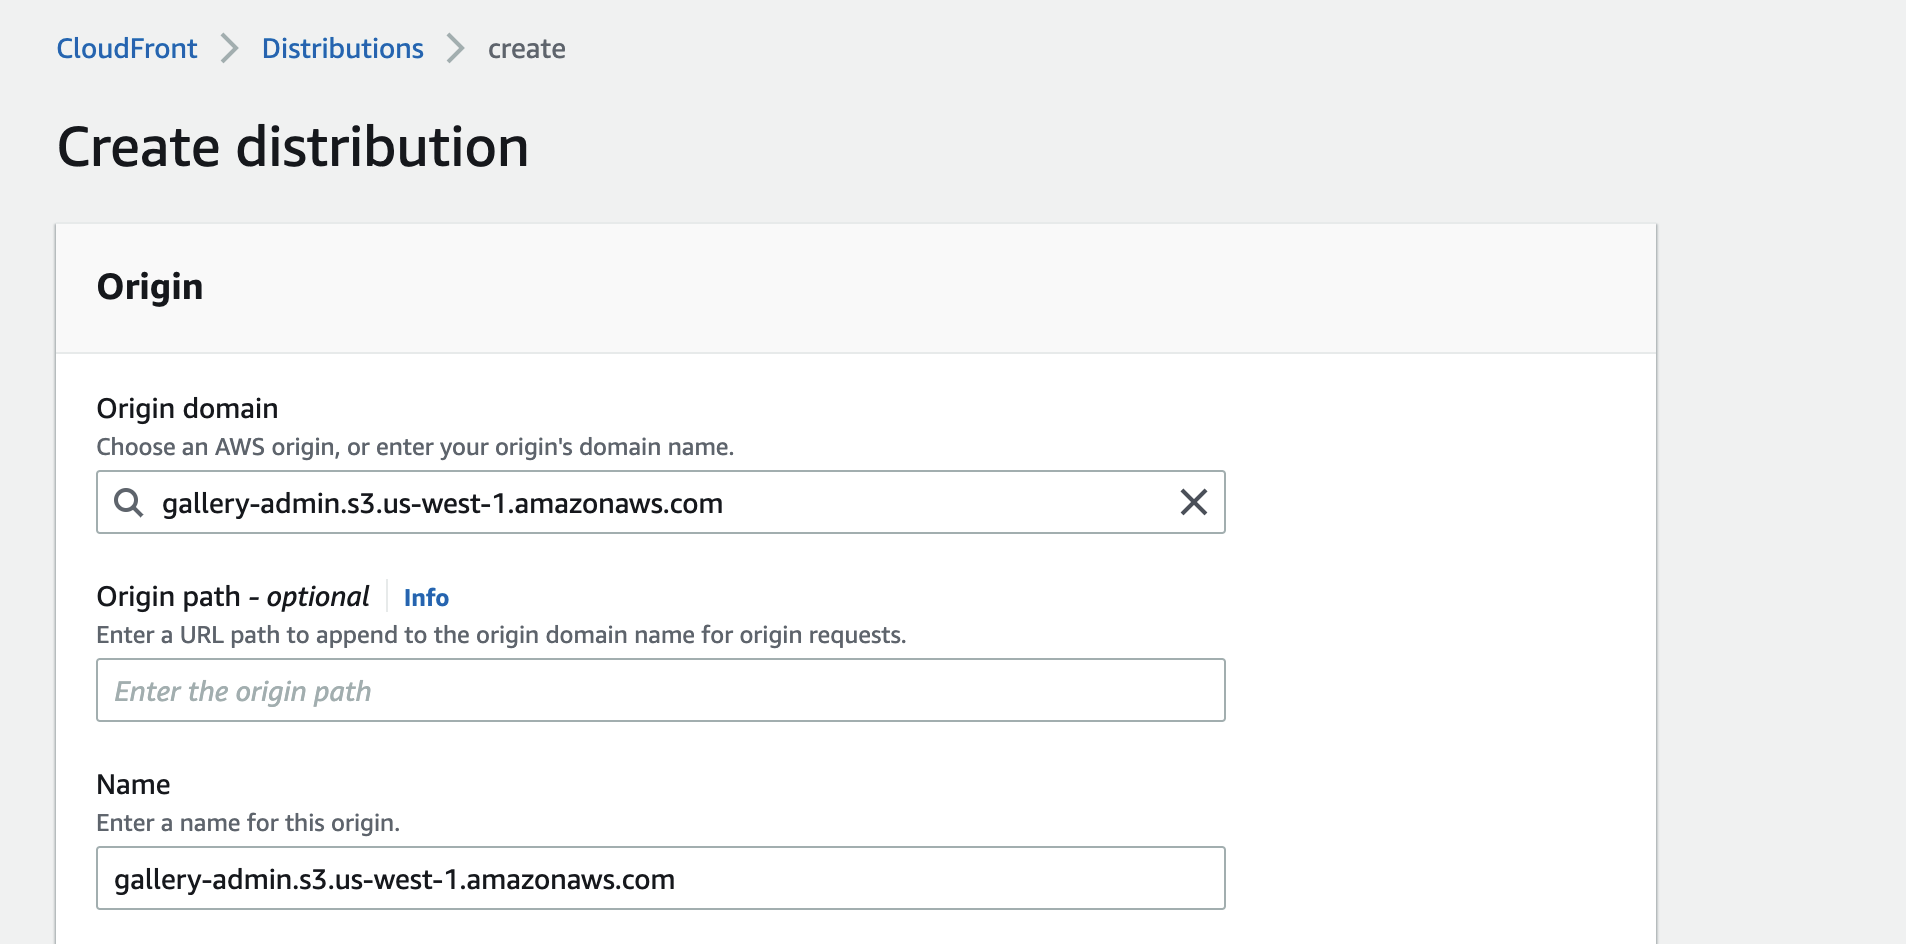 CloudFront > Distributions > create
Create distribution
Origin
Origin domain
Choose an AWS origin, or enter your origin's domain name.
gallery-admin.s3.us-west-1.amazonaws.com
Origin path - optional Info
Enter a URL path to append to the origin domain name for origin requests.
Enter the origin path
Name
Enter a name for this origin.
gallery-admin.s3.us-west-1.amazonaws.com